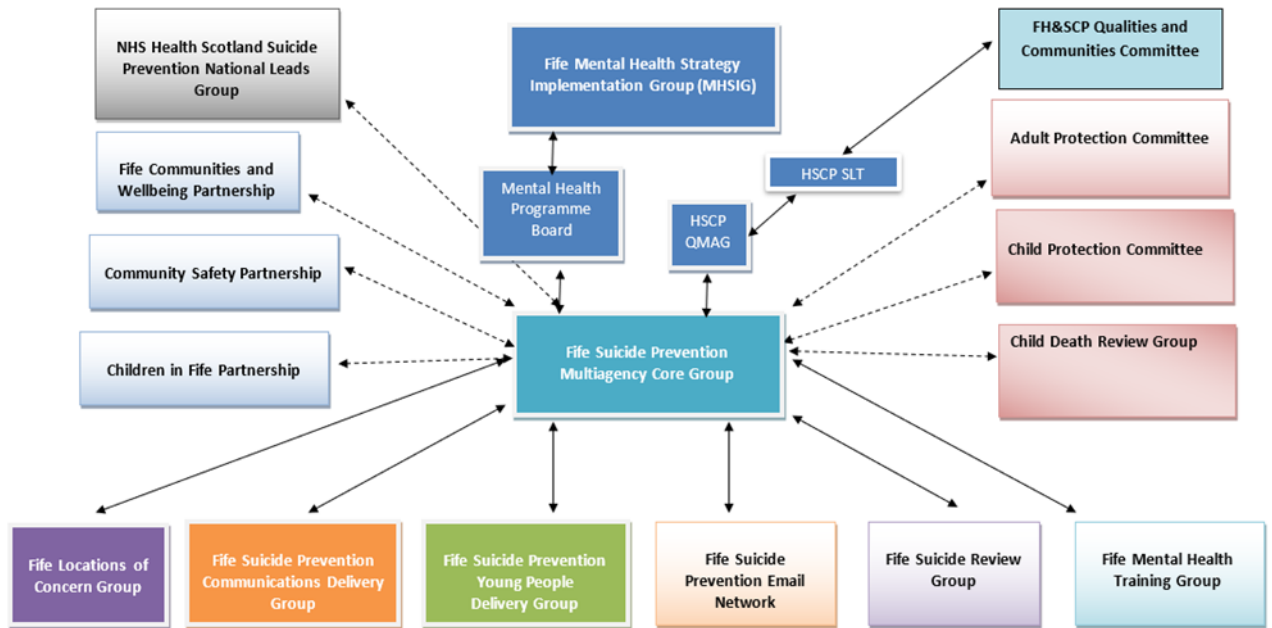 NHS Health Scotland Suicide
Prevention National Leads
Group
Fife Mental Health Strategy
Implementation Group (MHSIG)
FH&SCP Qualities and
Communities Committee
Fife Communities and
Wellbeing Partnership
Mental Health
Programme
Board
HSCP SLT
HSCP
QMAG
Adult Protection Committee
Community Safety Partnership
Child Protection Committee
Children in Fife Partnership
Fife Suicide Prevention
Multiagency Core Group
Child Death Review Group
Fife Locations of
Concern Group
Fife Suicide Prevention
Communications Delivery
Group
Fife Suicide Prevention
Young People
Delivery Group
Fife Suicide
Prevention Email
Network
Fife Suicide Review
Group
Fife Mental Health
Training Group